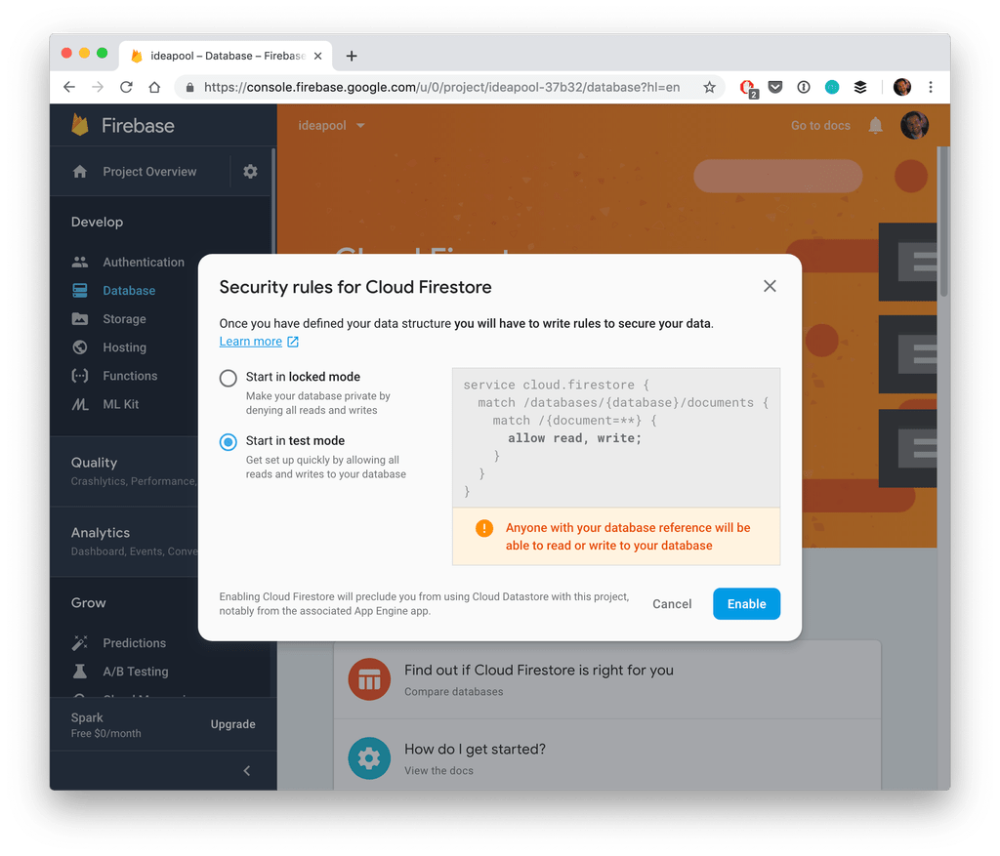 ideapool – Database – Firebase
https://console.firebase.google.com/u/0/project/ideapool-37b32/database?hl=en
2
Firebase
ideapool
Go to docs
Project Overview
Develop
Authentication
Database
Storage
Hosting
Functions
ML Kit
Quality
Crashlytics, Performance,
Analytics
Dashboard, Events, Conve
Grow
Predictions
A/B Testing
Spark
Free $0/month
Upgrade
Cloud Firest
Security rules for Cloud Firestore
Once you have defined your data structure you will have to write rules to secure your data.
Learn more
Start in locked mode
Make your database private by
denying all reads and writes
Start in test mode
Get set up quickly by allowing all
reads and writes to your database
service cloud.firestore {
match /databases/{database}/documents {
match /{document=**} {
allow read, write;
}
}
}
Anyone with your database reference will be
able to read or write to your database
Enabling Cloud Firestore will preclude you from using Cloud Datastore with this project,
notably from the associated App Engine app.
Cancel
Enable
Find out if Cloud Firestore is right for you
Compare databases
How do I get started?
View the docs